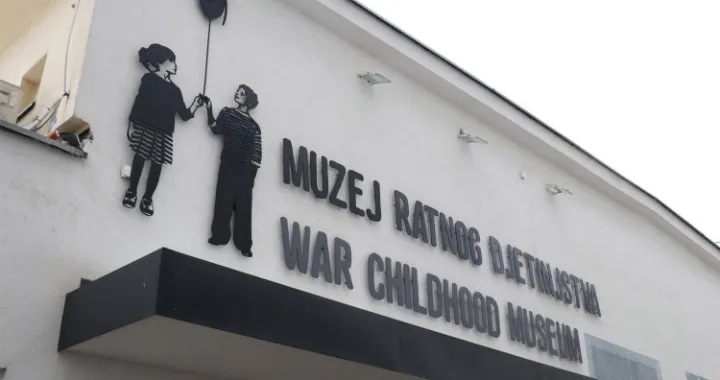 MUZEJ RATNOG DJETINJSTVA
WAR CHILDHOOD MUSEUM